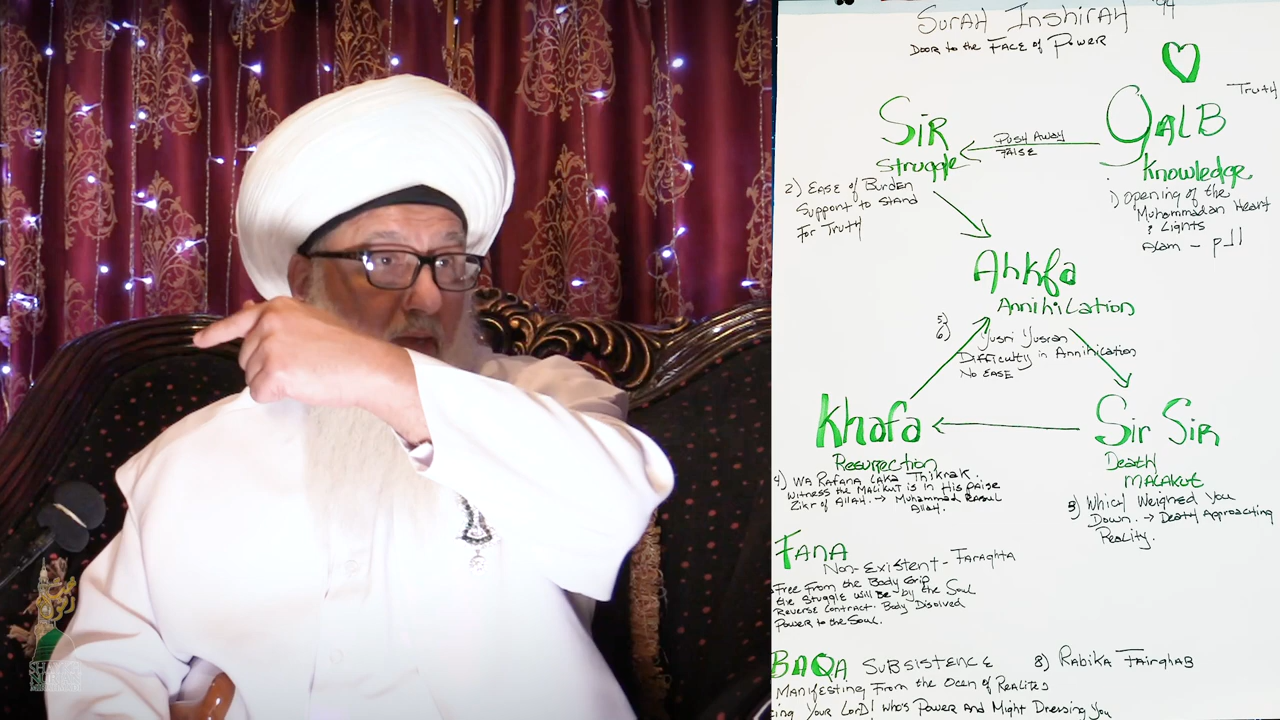 Surah Inshirah '94
Door to the Face of Power
Truth
Qalb
Knowledge
1) opening of the
Muhammadan Heart
& Lights
Alam –
Push Away
False
Sir
Struggle
2) Ease of Burden
Support to Stand
For Truth
Ahkfa
Annihilation
5)
6) Yusri Yusran
Difficulty in Annihilation
No Ease
Sir Sir
Death
Malakut
3) Which Weighed You
Down. → Death Approaching
Reality.
Khafa
Resurrection
4) Wa Rafana Laka Thikrak.
Witness the Malikut is in His Praise
Zikr of Allah. → Muhammad Rasul
Allah.
Fana
Non-Existent - Faraghta
Free From the Body Grip
the Stuggle will Be by the Soul
Reverse Contract. Body Disolved
Power to the Soul.
Baqa Subsistence 8) Rabika Fairghab
Manifesting From the Ocen of Realites
Your Lord! Who's Power And Might Dressing You